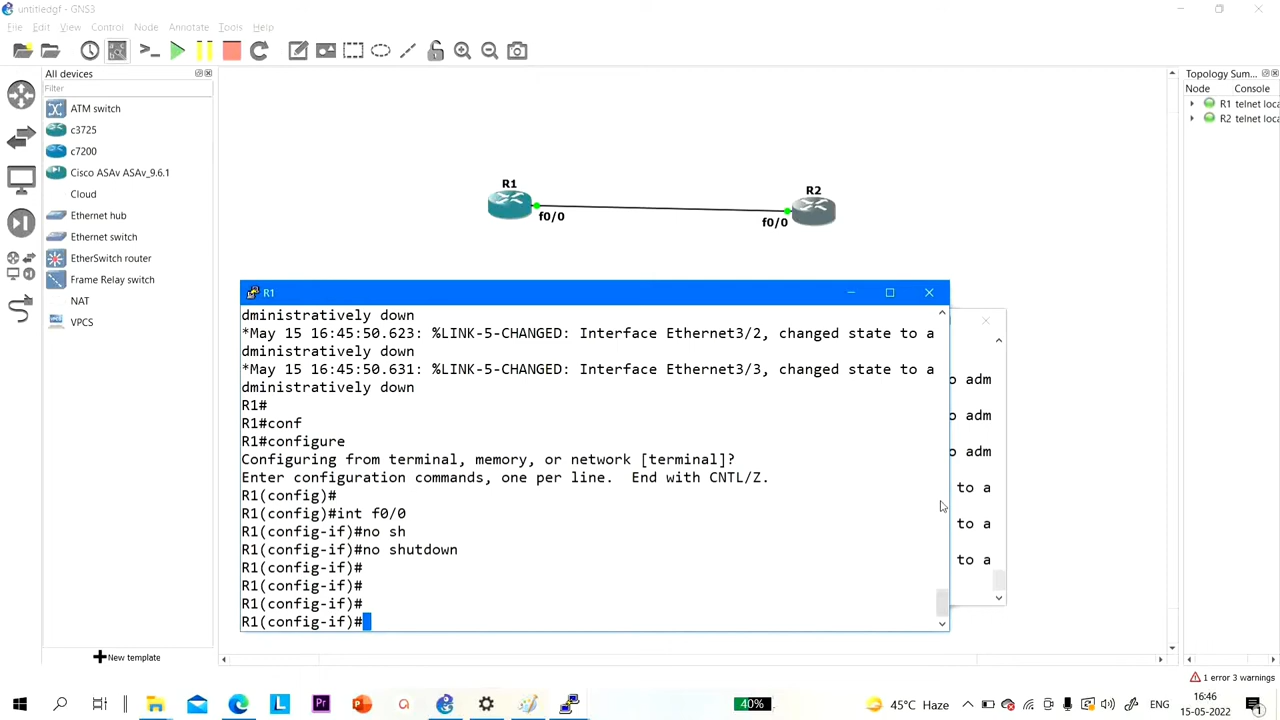 untitledgf - GNS3
File Edit View Control Node Annotate Tools Help
All devices
Filter
ATM switch
c3725
c7200
Cisco ASAv ASAv_9.6.1
Cloud
Ethernet hub
Ethernet switch
EtherSwitch router
Frame Relay switch
NAT
VPCS
New template
R1
f0/0
R2
f0/0
R1
dministratively down
*May 15 16:45:50.623: %LINK-5-CHANGED: Interface Ethernet3/2, changed state to a
dministratively down
*May 15 16:45:50.631: %LINK-5-CHANGED: Interface Ethernet3/3, changed state to a
dministratively down
R1#
R1#conf
R1#configure
Configuring from terminal, memory, or network [terminal]?
Enter configuration commands, one per line.  End with CNTL/Z.
R1(config)#
R1(config)#int f0/0
R1(config-if)#no sh
R1(config-if)#no shutdown
R1(config-if)#
R1(config-if)#
R1(config-if)#
R1(config-if)#
o adm
o adm
o adm
to a
to a
to a
Topology Sum...
Node Console
R1 telnet loca
R2 telnet loca
1 error 3 warnings
40%
45°C Haze
ENG
16:46
15-05-2022
1